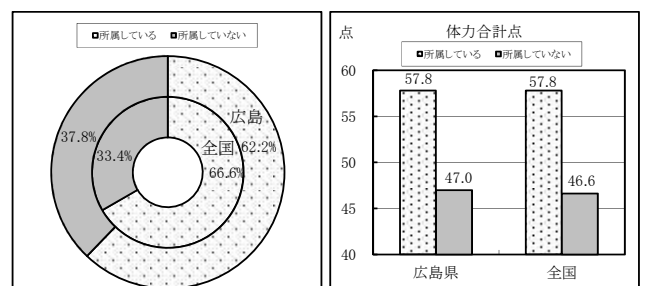 □所属している ■所属していない
広島
37.8%
全国 62.2%
33.4%
66.6%
点
体力合計点
□所属している ■所属していない
60
57.8
57.8
55
50
47.0
46.6
45
40
広島県
全国